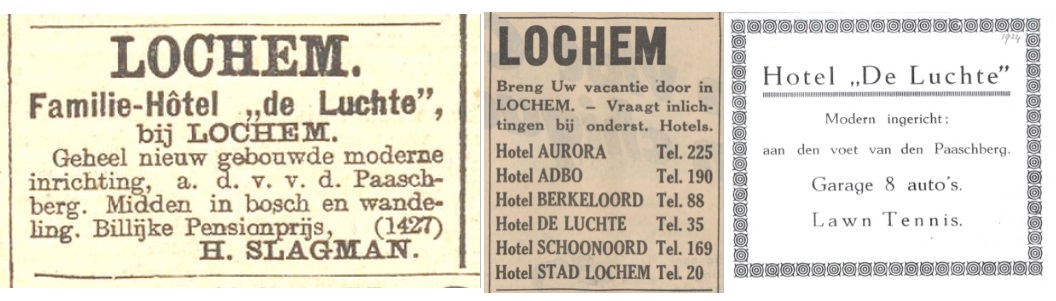 LOCHEM.
Familie-Hôtel „de Luchte”,
bij LOCHEM.
Geheel nieuw gebouwde moderne
inrichting, a. d. v. v. d. Paasch-
berg. Midden in bosch en wande-
ling. Billijke Pensionprijs, (1427)
H. SLAGMAN.
LOCHEM
Breng Uw vacantie door in
LOCHEM. – Vraagt inlich-
tingen bij onderst. Hotels.
Hotel AURORA Tel. 225
Hotel ADBO Tel. 190
Hotel BERKELOORD Tel. 88
Hotel DE LUCHTE Tel. 35
Hotel SCHOONOORD Tel. 169
Hotel STAD LOCHEM Tel. 20
1924
Hotel „De Luchte”
Modern ingericht;
aan den voet van den Paaschberg.
Garage 8 auto's.
Lawn Tennis.